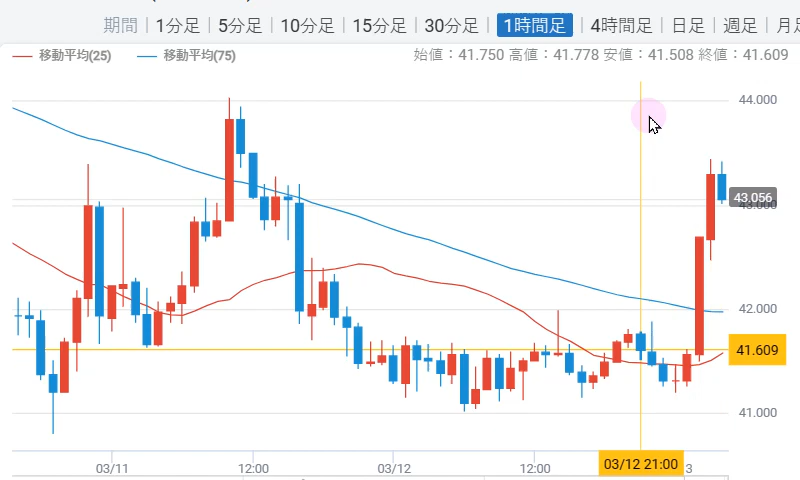 期間 1分足 5分足 10分足 15分足 30分足 1時間足 4時間足 日足 週足 月足
移動平均(25) 移動平均(75) 始値：41.750 高値：41.778 安値：41.508 終値：41.609
44.000
43.056
43.000
42.000
41.609
41.000
03/11 12:00 03/12 12:00 03/12 21:00 3